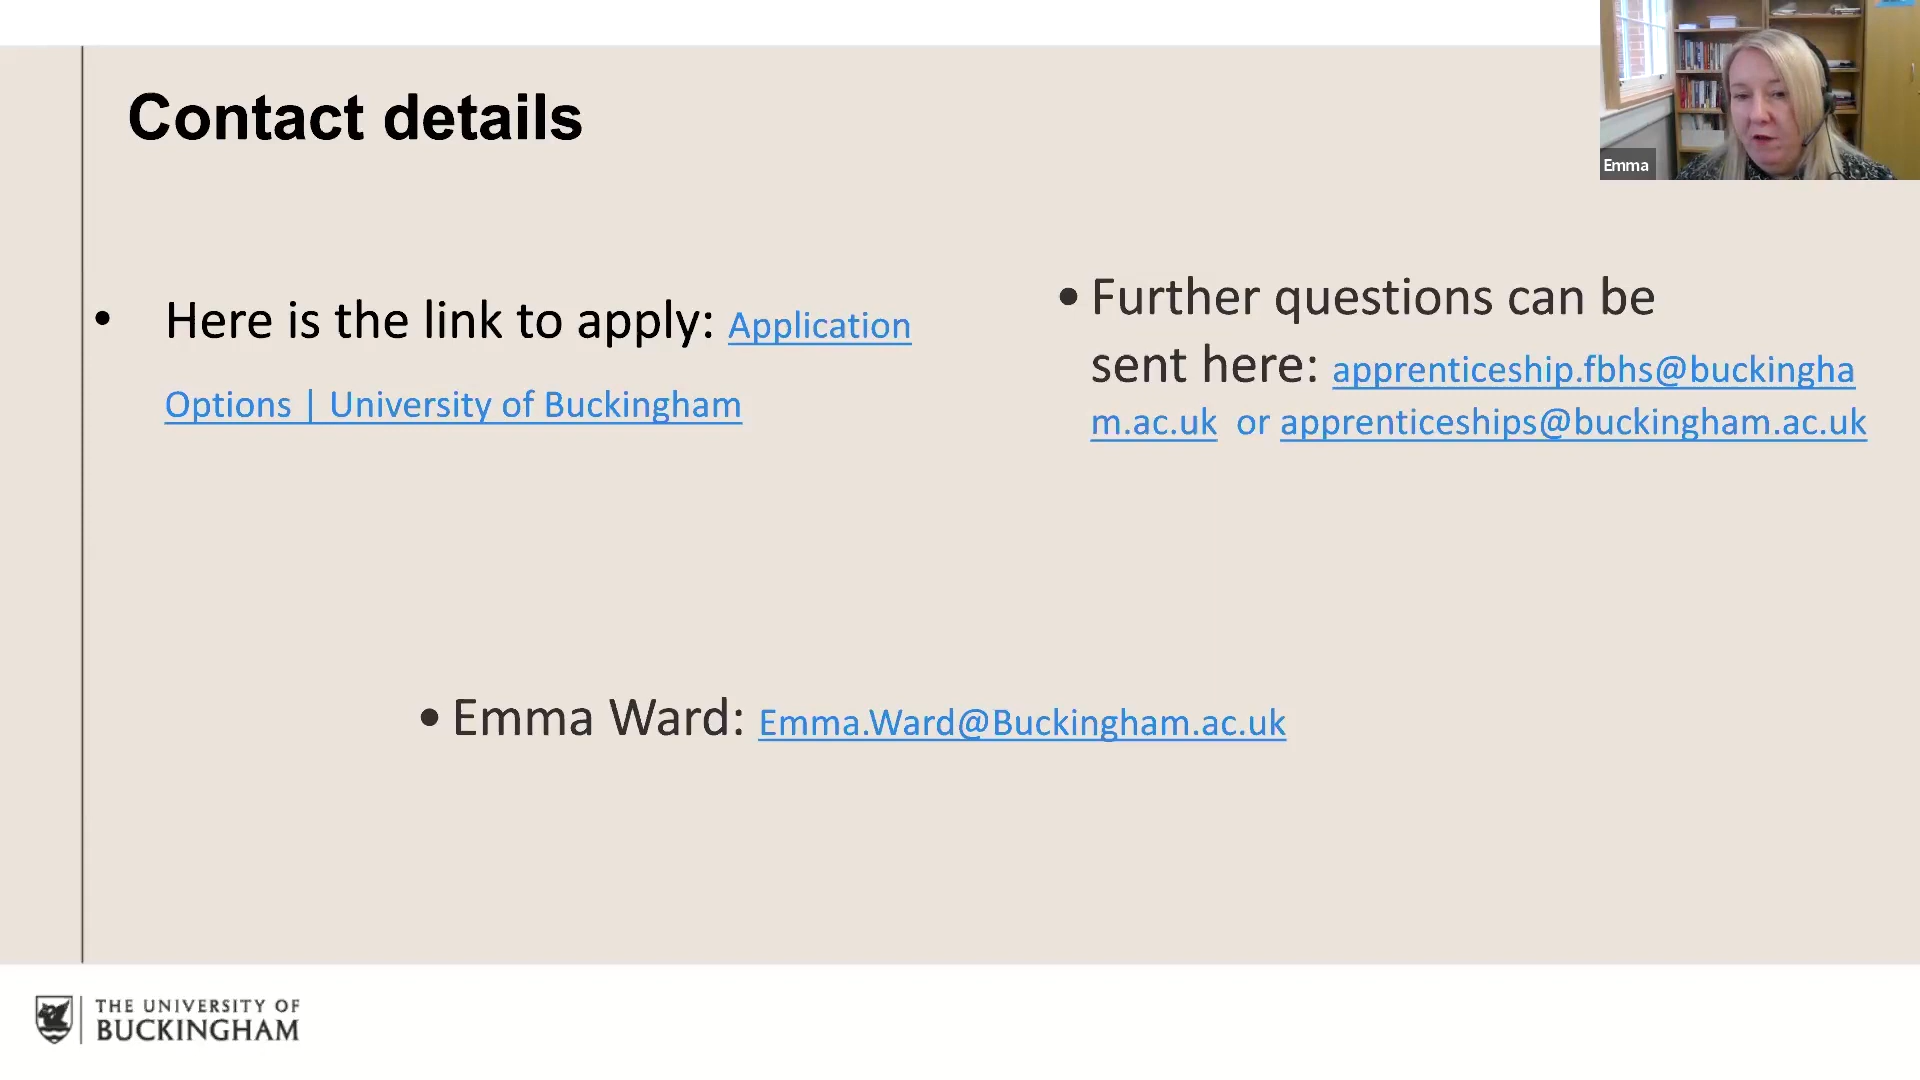 Contact details
Emma
• Here is the link to apply: Application
Options | University of Buckingham
• Further questions can be
sent here: apprenticeship.fbhs@buckingha
m.ac.uk or apprenticeships@buckingham.ac.uk
• Emma Ward: Emma.Ward@Buckingham.ac.uk
THE UNIVERSITY OF
BUCKINGHAM